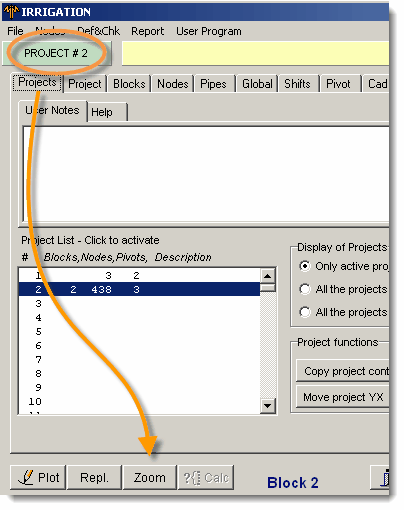 IRRIGATION
File Nodes Def&Chk Report User Program
PROJECT # 2
Projects Project Blocks Nodes Pipes Global Shifts Pivot Cad
User Notes Help
Project List - Click to activate
# Blocks,Nodes,Pivots, Description
1 3 2
2 2 438 3
3
4
5
6
7
8
9
10
11
Display of Projects
Only active proj
All the projects
All the projects
Project functions
Copy project cont
Move project YX
Plot Repl. Zoom ?{| Calc Block 2